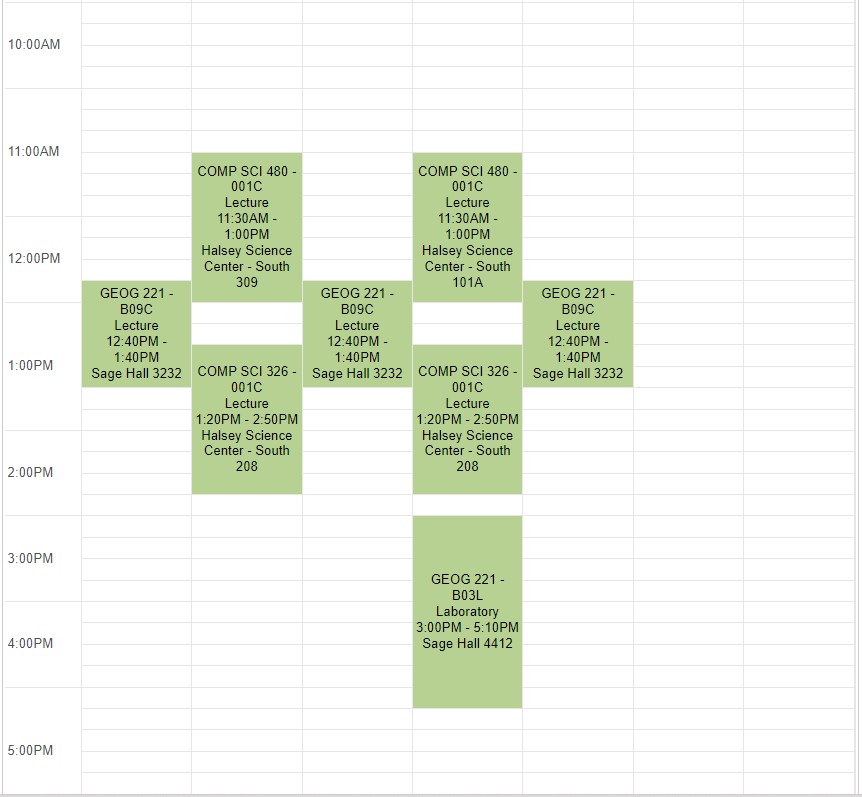 10:00AM
11:00AM
12:00PM
1:00PM
2:00PM
3:00PM
4:00PM
5:00PM
GEOG 221 -
B09C
Lecture
12:40PM -
1:40PM
Sage Hall 3232
COMP SCI 480 -
001C
Lecture
11:30AM -
1:00PM
Halsey Science
Center - South
309
COMP SCI 326 -
001C
Lecture
1:20PM - 2:50PM
Halsey Science
Center - South
208
GEOG 221 -
B09C
Lecture
12:40PM -
1:40PM
Sage Hall 3232
COMP SCI 480 -
001C
Lecture
11:30AM -
1:00PM
Halsey Science
Center - South
101A
COMP SCI 326 -
001C
Lecture
1:20PM - 2:50PM
Halsey Science
Center - South
208
GEOG 221 -
B03L
Laboratory
3:00PM - 5:10PM
Sage Hall 4412
GEOG 221 -
B09C
Lecture
12:40PM -
1:40PM
Sage Hall 3232